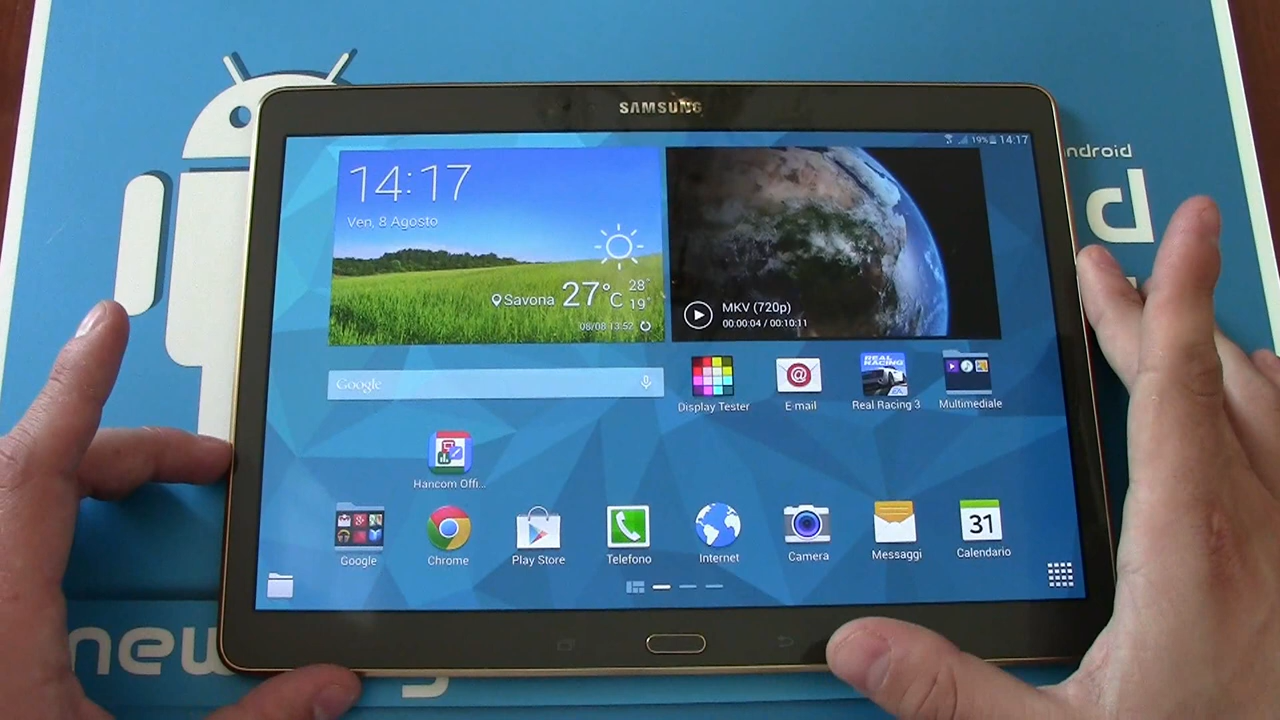 SAMSUNG
19% 14:17
android
d
14:17
Ven, 8 Agosto
Savona 27°C 28° 19°
08/08 13:52
MKV (720p)
00:00:04 / 00:10:11
Google
REAL RACING
Display Tester
E-mail
Real Racing 3
Multimediale
Hancom Offi...
31
Google
Chrome
Play Store
Telefono
Internet
Camera
Messaggi
Calendario
new